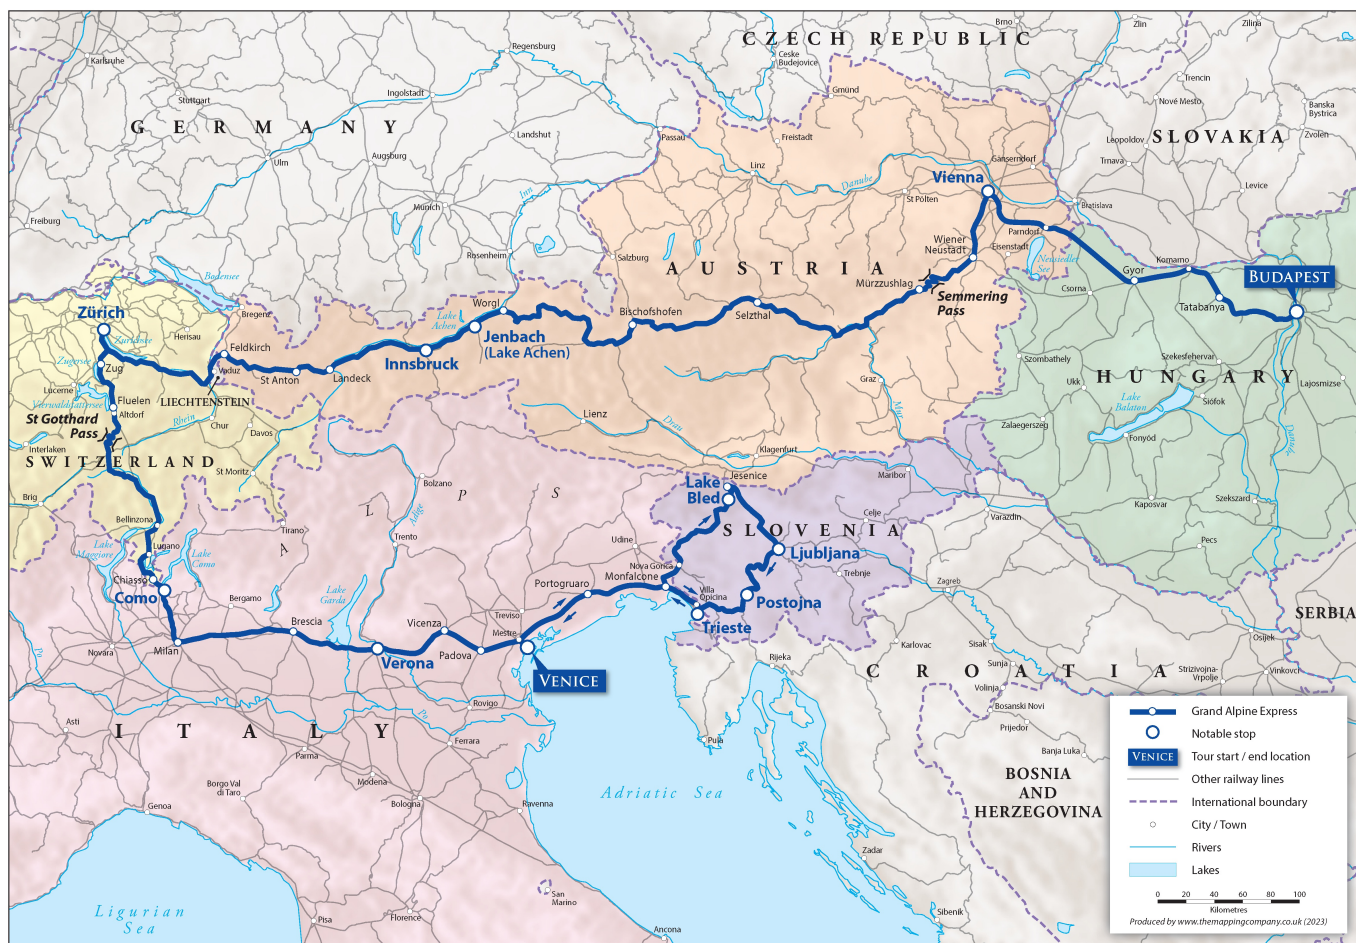 Karlsruhe
Regensburg
CZECH REPUBLIC
Brno
Zlin
Zilina
Ceske
Budejovice
Stuttgart
Ingolstadt
Gmünd
Trencin
Nové Mesto
Banska
Bystrica
GERMANY
Landshut
Passau
Freistadt
Leopoldov
SLOVAKIA
Zvolen
Ulm
Augsburg
Linz
Gänserndorf
Trnava
Danube
Vienna
Levice
Inn
Munich
St Pölten
Bratislava
Freiburg
Parndorf
Wiener
Neustadt
Eisenstadt
Rosenheim
Salzburg
Neusiedler
See
Komarno
Bodensee
AUSTRIA
Gyor
BUDAPEST
Mürzzushlag
Semmering
Pass
Csorna
Tatabanya
Zürich
Bregenz
Worgl
Lake
Achen
Bischofshofen
Selzthal
Zurichsee
Herisau
Jenbach
(Lake Achen)
Feldkirch
Innsbruck
Zugersee
Zug
Vaduz
St Anton
Landeck
Szombathely
Szekesfehervar
Lucerne
Graz
Ukk
HUNGARY
Lajosmizse
Vierwaldstattersee
Fluelen
Altdorf
LIECHTENSTEIN
Lake
Balaton
Siófok
St Gotthard
Pass
Rhein
Chur
Davos
Lienz
Drau
Mur
Zalaegerszeg
Fonyód
Danube
Interlaken
SWITZERLAND
St Moritz
Klagenfurt
Brig
Bolzano
ALPS
Jesenice
Lake
Bled
Maribor
Kaposvar
Szekszard
Bellinzona
Adige
Tirano
Celje
Varazdin
SLOVENIA
Lake
Maggiore
Lugano
Lake
Como
Trento
Udine
Ljubljana
Pecs
Chiasso
Nova Gorica
Trebnje
Como
Lake
Garda
Portogruaro
Monfalcone
Villa
Opicina
Postojna
Zagreb
Bergamo
Treviso
Trieste
SERBIA
Brescia
Vicenza
Mestre
Osijek
Po
Novara
Milan
Verona
Padova
Rijeka
Karlovac
Sisak
Sunja
CROATIA
Strizivojna-
Vrpolje
Vinkovci
VENICE
Volinja
Rovigo
Bosanski Novi
Asti
ITALY
Po
Ferrara
Pula
Prijedor
Banja Luka
Parma
Borgo Val
di Taro
Modena
BOSNIA
AND
HERZEGOVINA
Genoa
Bologna
Ravenna
Adriatic Sea
Zadar
San
Marino
Ligurian
Sea
Pisa
Florence
Ancona
Sibenik
Grand Alpine Express
Notable stop
VENICE
Tour start / end location
Other railway lines
International boundary
City / Town
Rivers
Lakes
0 20 40 60 80 100
Kilometres
Produced by www.themappingcompany.co.uk (2023)